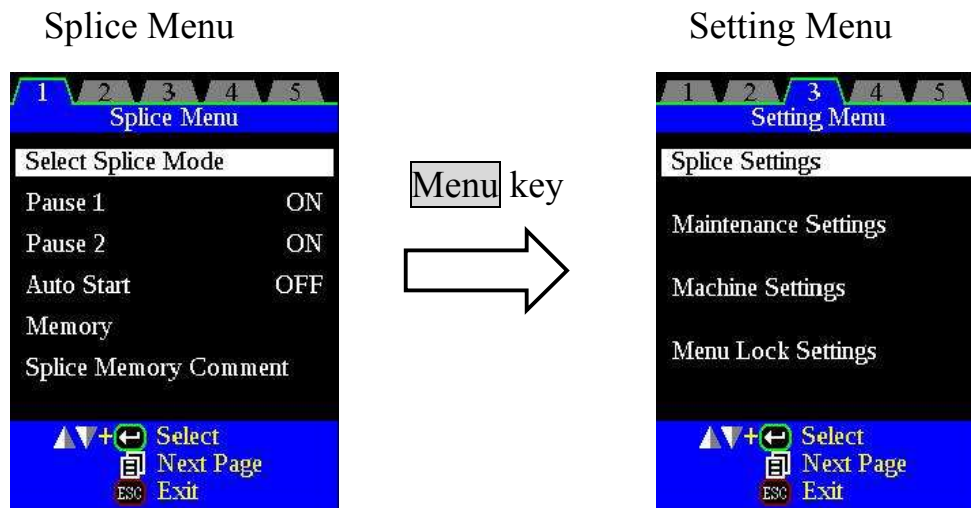 Splice Menu
1 2 3 4 5
Splice Menu
Select Splice Mode
Pause 1 ON
Pause 2 ON
Auto Start OFF
Memory
Splice Memory Comment
+ Select
Next Page
ESC Exit
Menu key
Setting Menu
1 2 3 4 5
Setting Menu
Splice Settings
Maintenance Settings
Machine Settings
Menu Lock Settings
+ Select
Next Page
ESC Exit